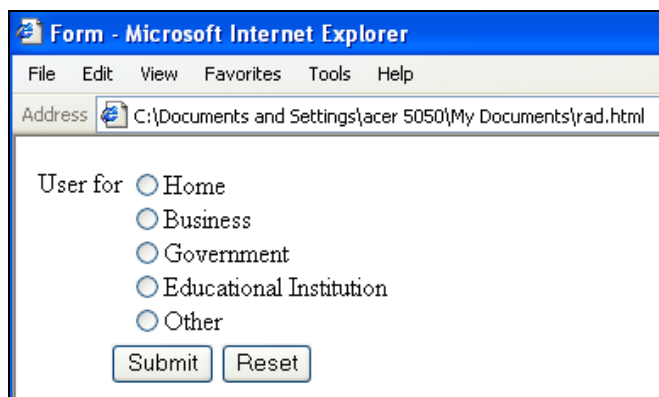 Form - Microsoft Internet Explorer
File Edit View Favorites Tools Help
Address C:\Documents and Settings\acer 5050\My Documents\rad.html
User for Home
Business
Government
Educational Institution
Other
Submit Reset